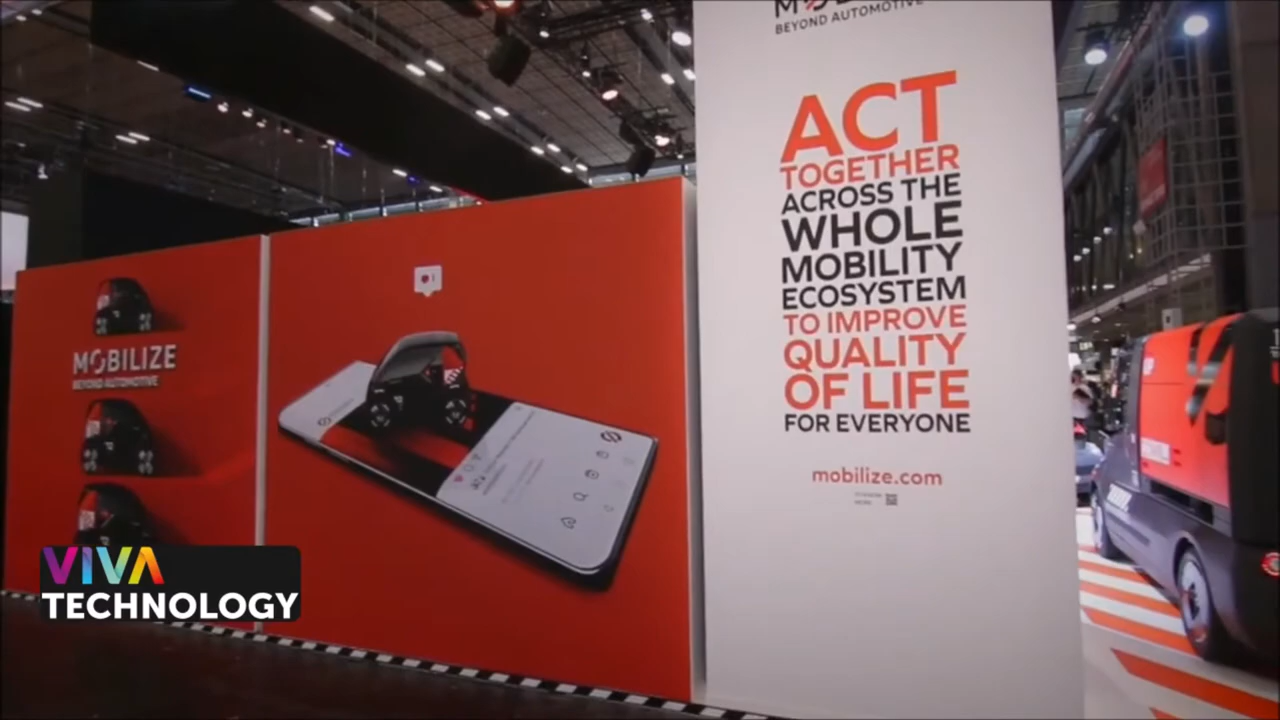 BEYOND AUTOMOTIVE
ACT
TOGETHER
ACROSS THE
WHOLE
MOBILITY
ECOSYSTEM
TO IMPROVE
QUALITY
OF LIFE
FOR EVERYONE
mobilize.com
MOBILIZE
BEYOND AUTOMOTIVE
VIVA
TECHNOLOGY